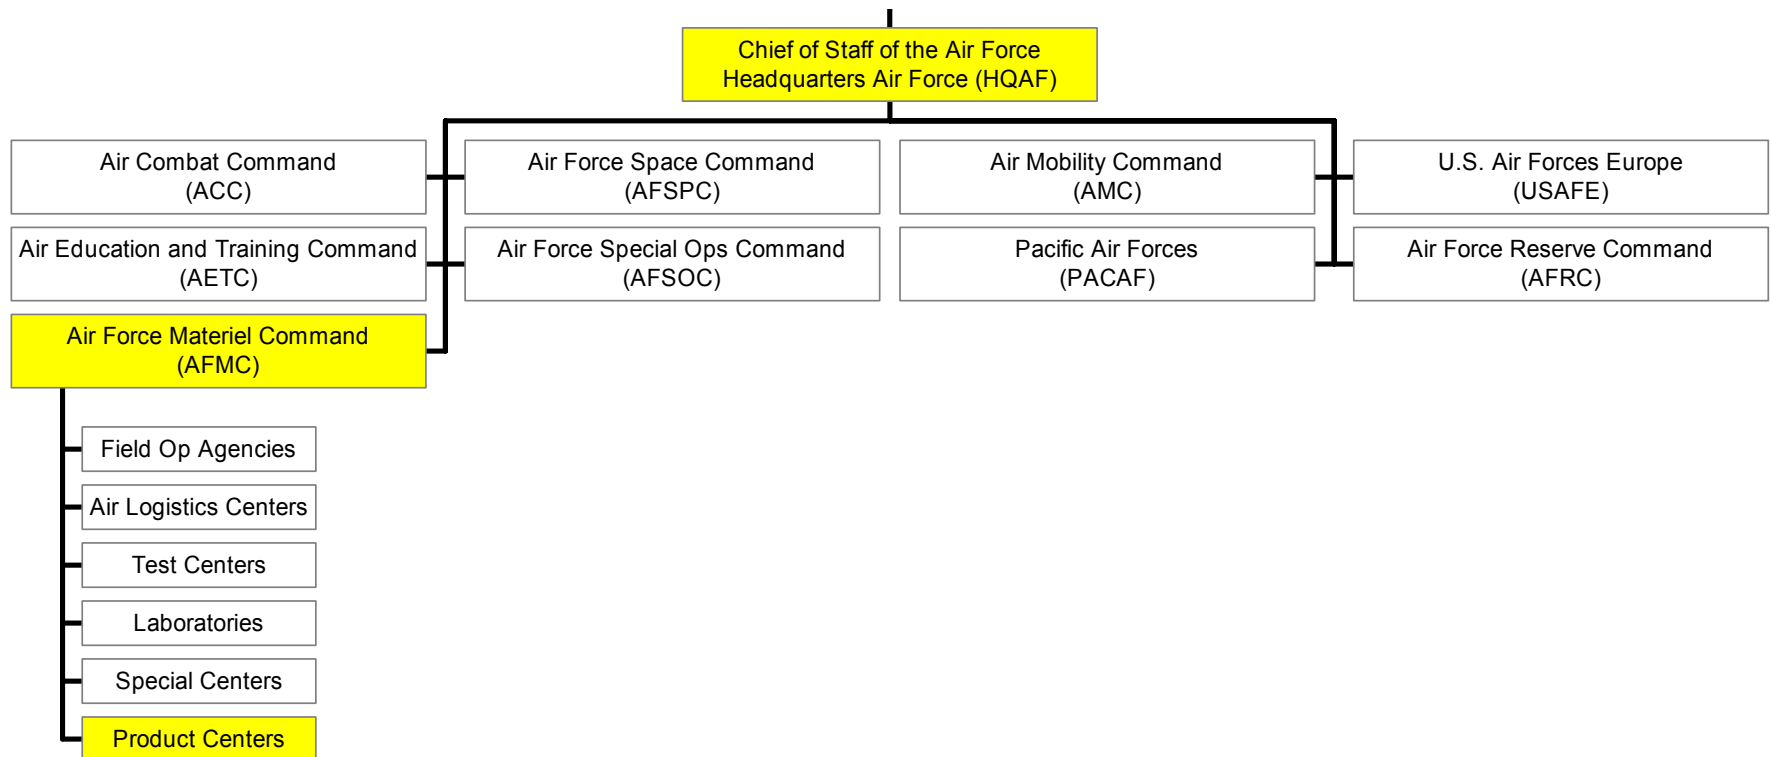 Chief of Staff of the Air Force
Headquarters Air Force (HQAF)
Air Combat Command
(ACC)
Air Force Space Command
(AFSPC)
Air Mobility Command
(AMC)
U.S. Air Forces Europe
(USAFE)
Air Education and Training Command
(AETC)
Air Force Special Ops Command
(AFSOC)
Pacific Air Forces
(PACAF)
Air Force Reserve Command
(AFRC)
Air Force Materiel Command
(AFMC)
Field Op Agencies
Air Logistics Centers
Test Centers
Laboratories
Special Centers
Product Centers